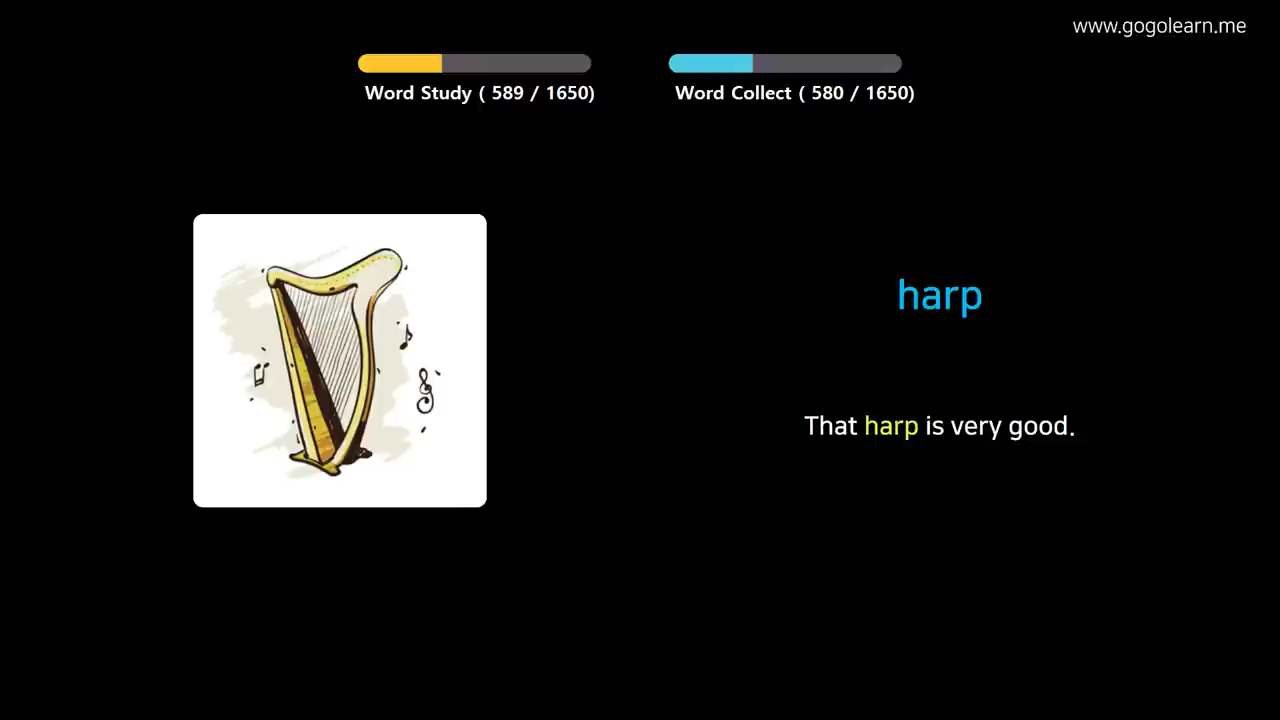 www.gogolearn.me
Word Study ( 589 / 1650)
Word Collect ( 580 / 1650)
harp
That harp is very good.